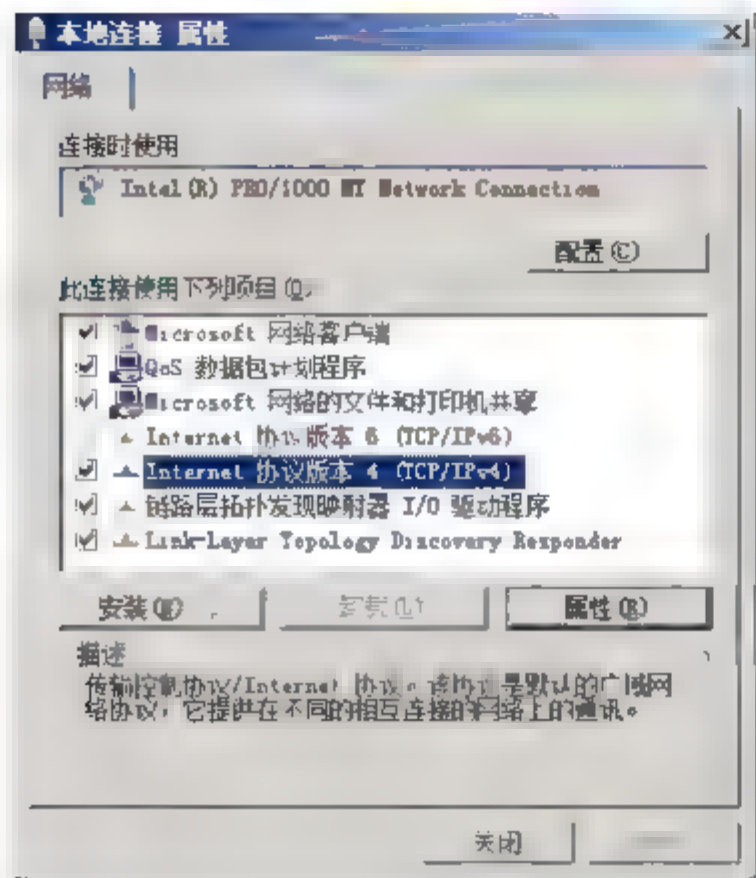 本地连接 属性
网络
连接时使用
Intel(R) PRO/1000 MT Network Connection
配置(C)
此连接使用下列项目(O)
Microsoft 网络客户端
QoS 数据包计划程序
Microsoft 网络的文件和打印机共享
Internet 协议版本 6 (TCP/IPv6)
Internet 协议版本 4 (TCP/IPv4)
链路层拓扑发现映射器 I/O 驱动程序
Link-Layer Topology Discovery Responder
安装(N)
卸载(U)
属性(R)
描述
传输控制协议/Internet 协议。该协议是默认的广域网
络协议，它提供在不同的相互连接的网络上的通讯。
关闭